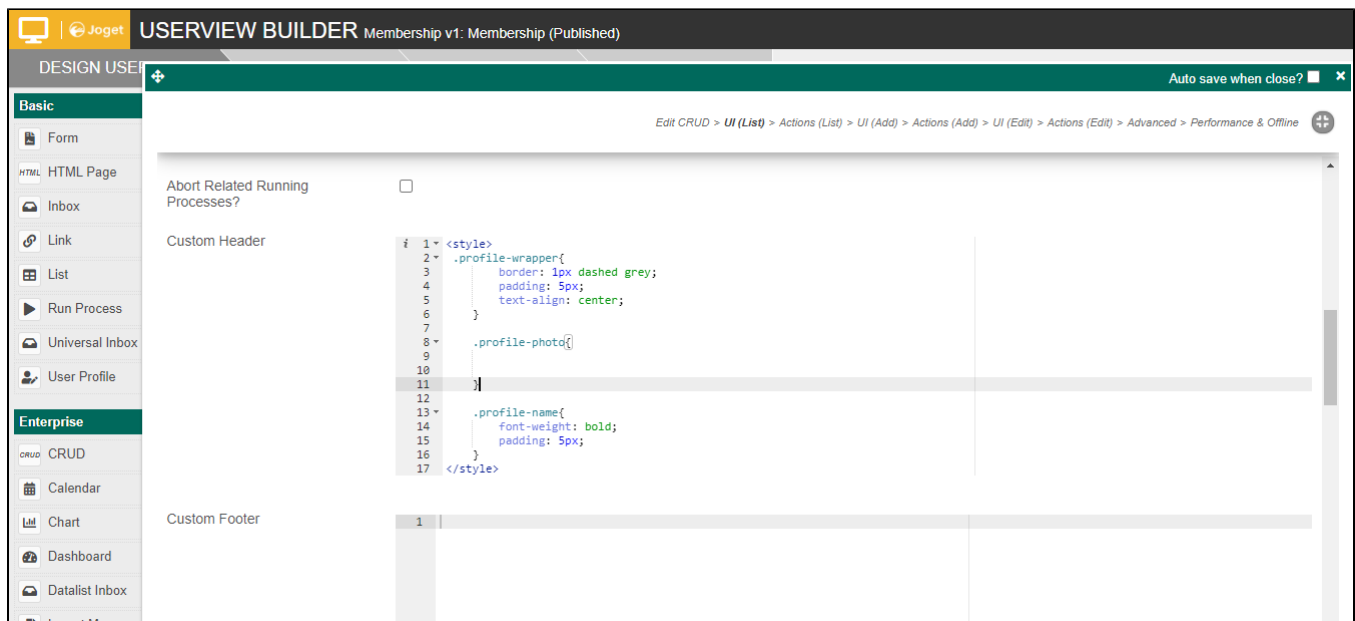 Joget USERVIEW BUILDER Membership v1: Membership (Published)
DESIGN USE
Auto save when close?
Edit CRUD > UI (List) > Actions (List) > UI (Add) > Actions (Add) > UI (Edit) > Actions (Edit) > Advanced > Performance & Offline
Basic
Form
HTML HTML Page
Inbox
Link
List
Run Process
Universal Inbox
User Profile
Enterprise
CRUD CRUD
Calendar
Chart
Dashboard
Datalist Inbox
Abort Related Running
Processes?
Custom Header
i 1 <style>
2 .profile-wrapper{
3 border: 1px dashed grey;
4 padding: 5px;
5 text-align: center;
6 }
7
8 .profile-photo{
9
10
11 }
12
13 .profile-name{
14 font-weight: bold;
15 padding: 5px;
16 }
17 </style>
Custom Footer
1